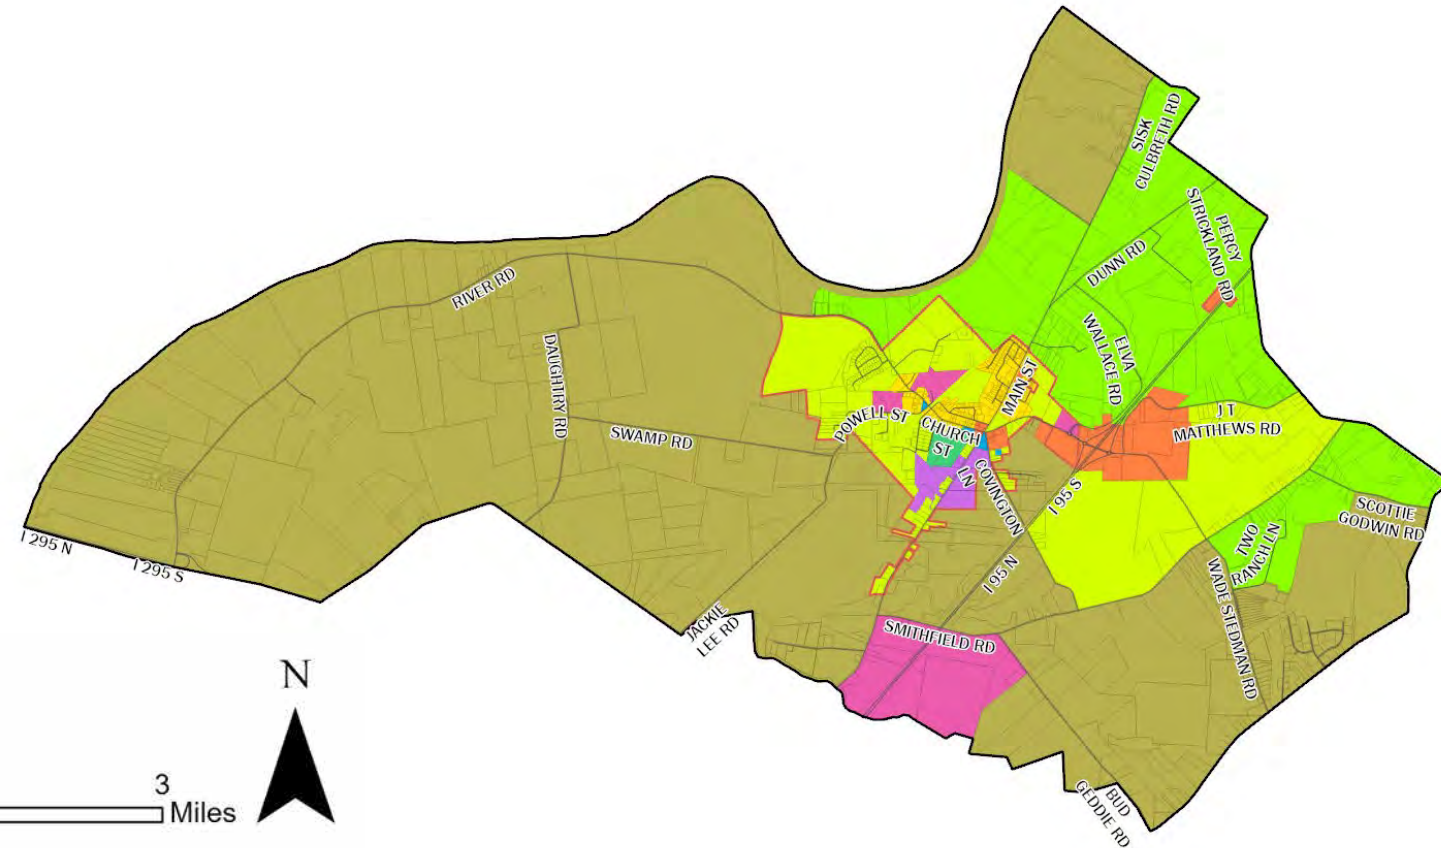 SISK
CULBRETH RD
PERCY
STRICKLAND RD
DUNN RD
RIVER RD
ELVA
WALLACE RD
DAUGHTRY RD
MAIN ST
J T
MATTHEWS RD
POWELL ST
CHURCH
ST
SWAMP RD
COVINGTON
LN
I 95 S
SCOTTIE
GODWIN RD
TWO
RANCH LN
I 295 N
I 295 S
I 95 N
WADE STEDMAN RD
JACKIE
LEE RD
SMITHFIELD RD
N
3
Miles
BUD
GEDDIE RD